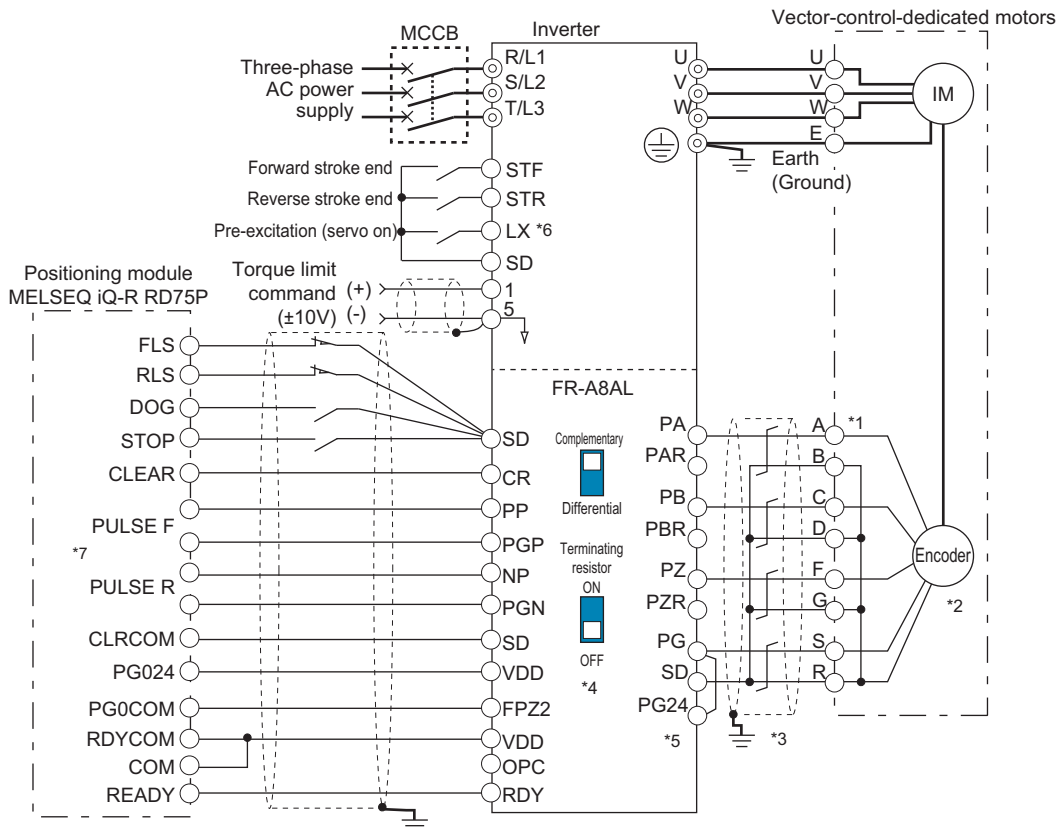 Vector-control-dedicated motors
MCCB
Inverter
Three-phase
AC power
supply
R/L1
S/L2
T/L3
U
V
W
U
V
W
E
IM
Earth
(Ground)
Forward stroke end
STF
Reverse stroke end
STR
Pre-excitation (servo on)
LX *6
SD
Positioning module
MELSEQ iQ-R RD75P
Torque limit
command (+)
(±10V) (-)
1
5
FR-A8AL
FLS
RLS
DOG
STOP
CLEAR
PULSE F
*7
PULSE R
CLRCOM
PG024
PG0COM
RDYCOM
COM
READY
SD
CR
PP
PGP
NP
PGN
SD
VDD
FPZ2
VDD
OPC
RDY
Complementary
Differential
Terminating
resistor
ON
OFF
*4
PA
PAR
PB
PBR
PZ
PZR
PG
SD
PG24
*5
*3
A *1
B
C
D
F
G
S
R
Encoder
*2